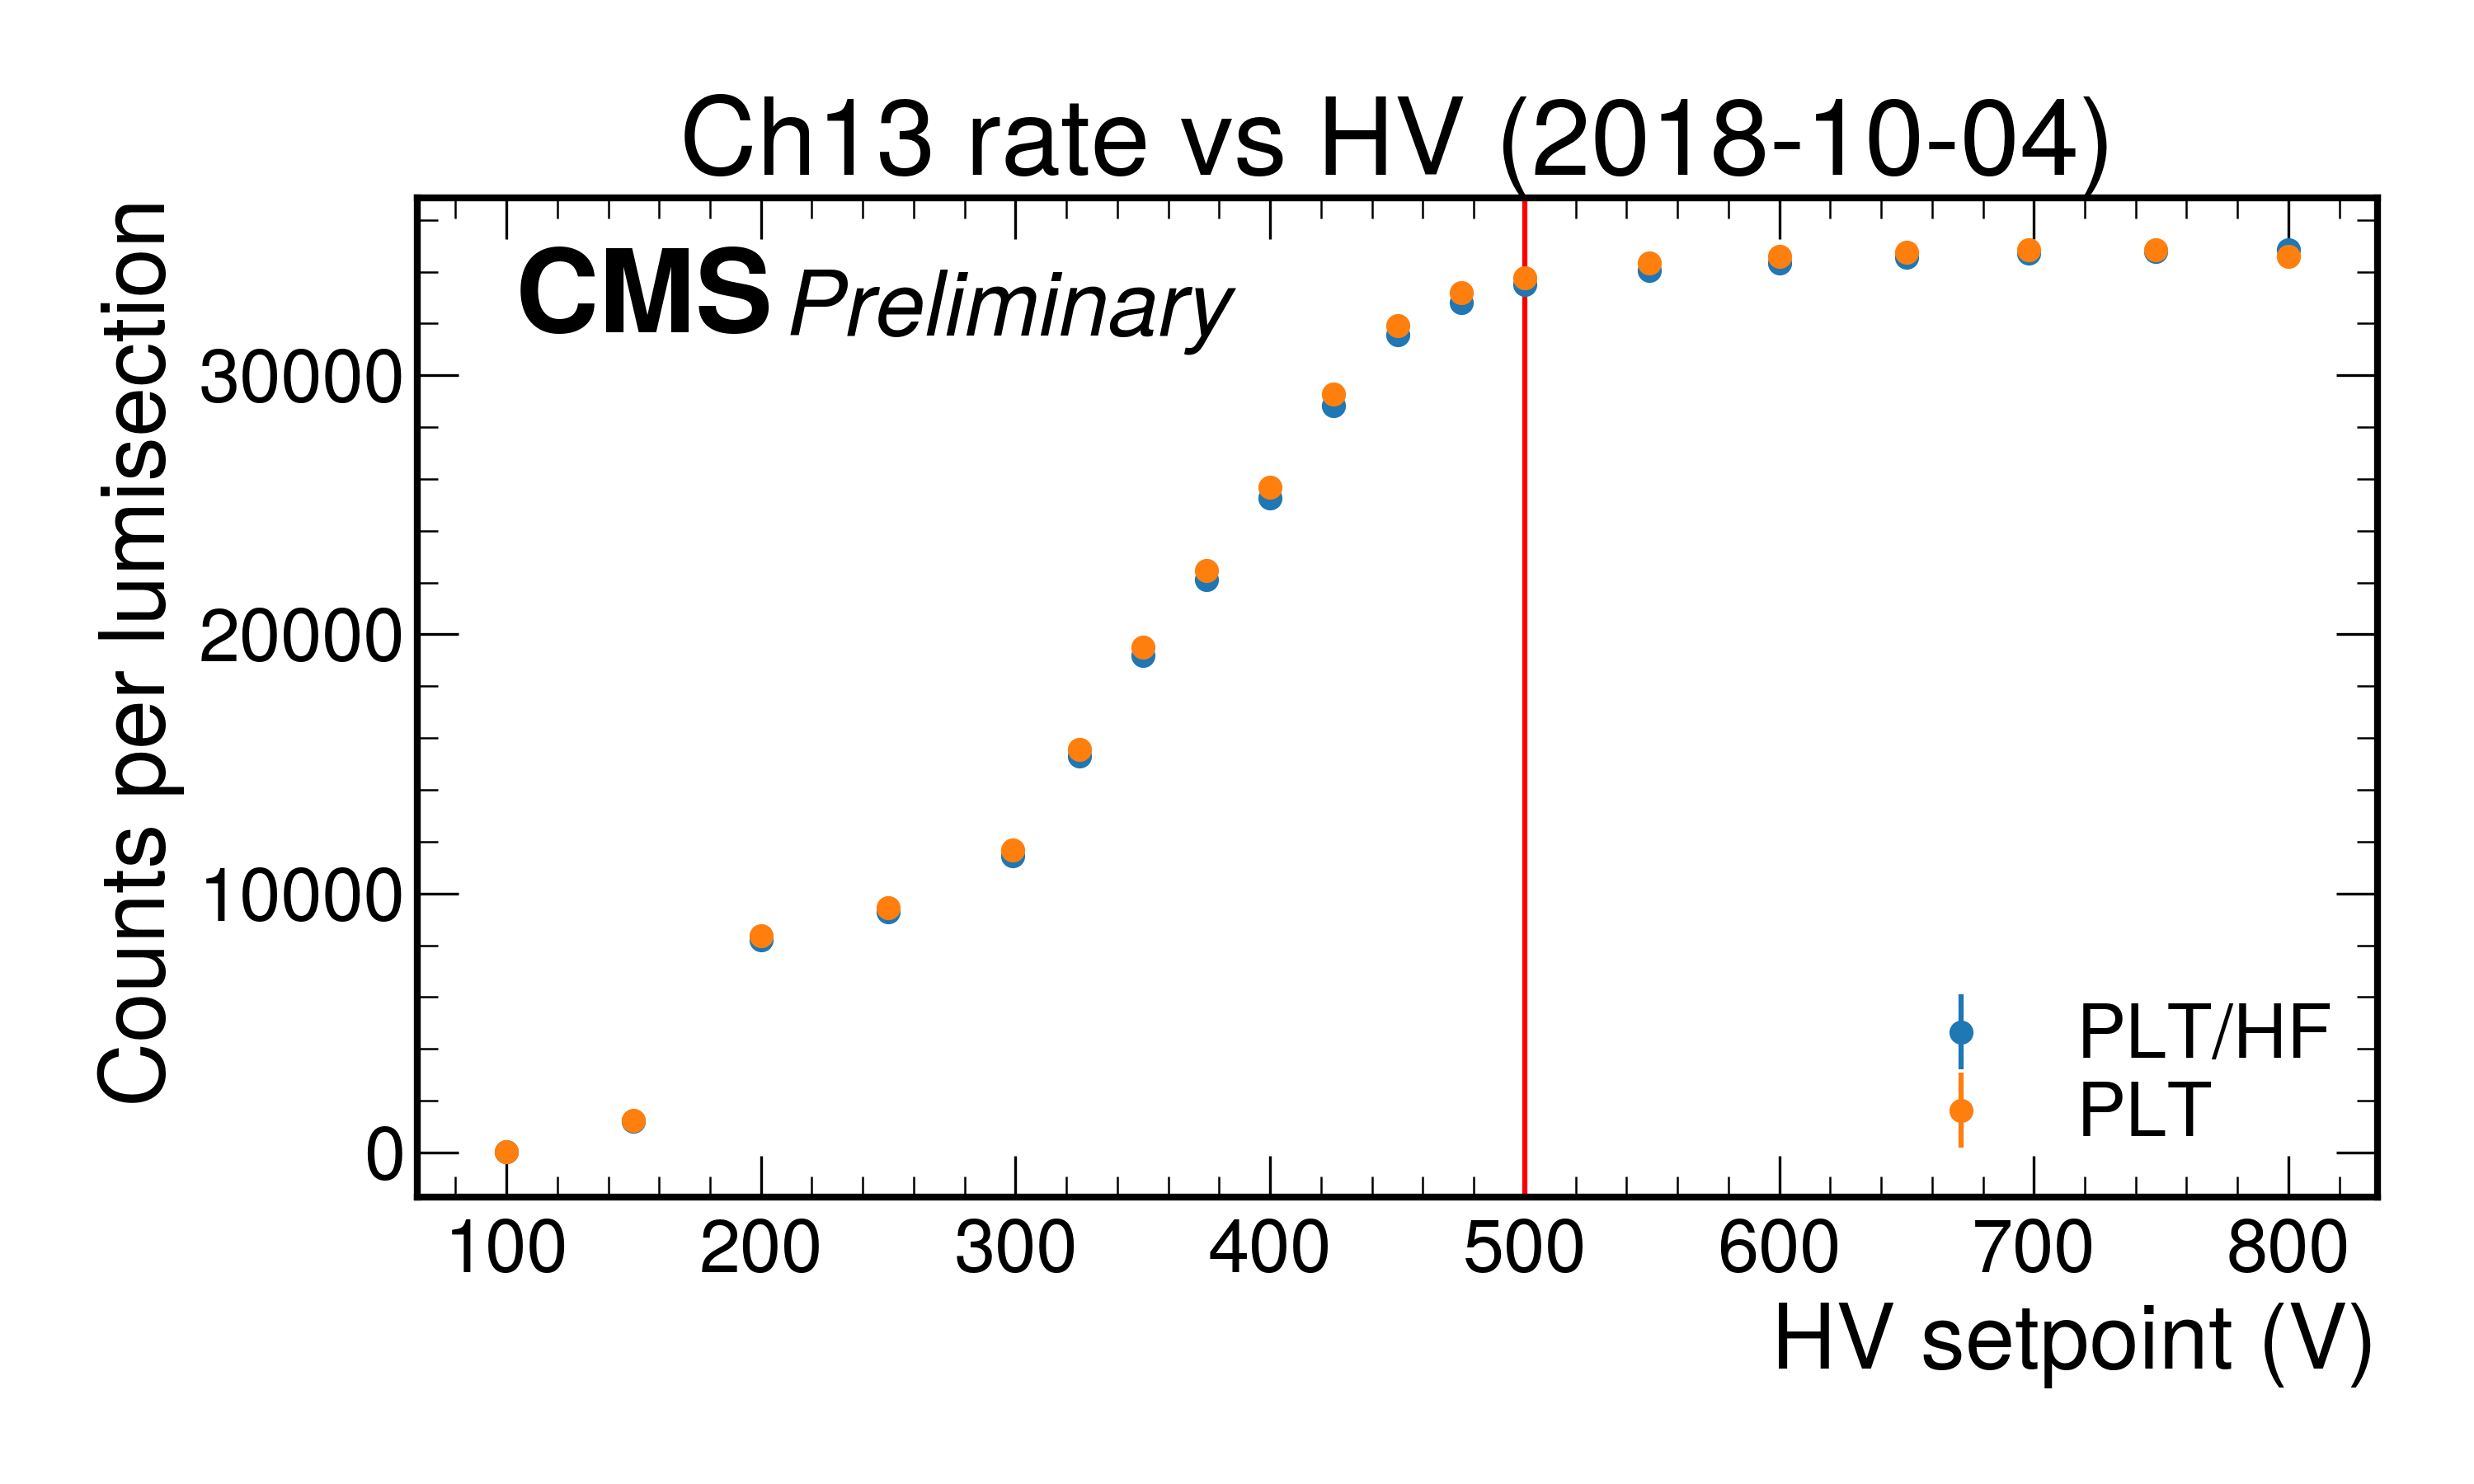 Ch13 rate vs HV (2018-10-04)
CMS Preliminary
Counts per lumisection
30000
20000
10000
0
PLT/HF
PLT
100 200 300 400 500 600 700 800
HV setpoint (V)